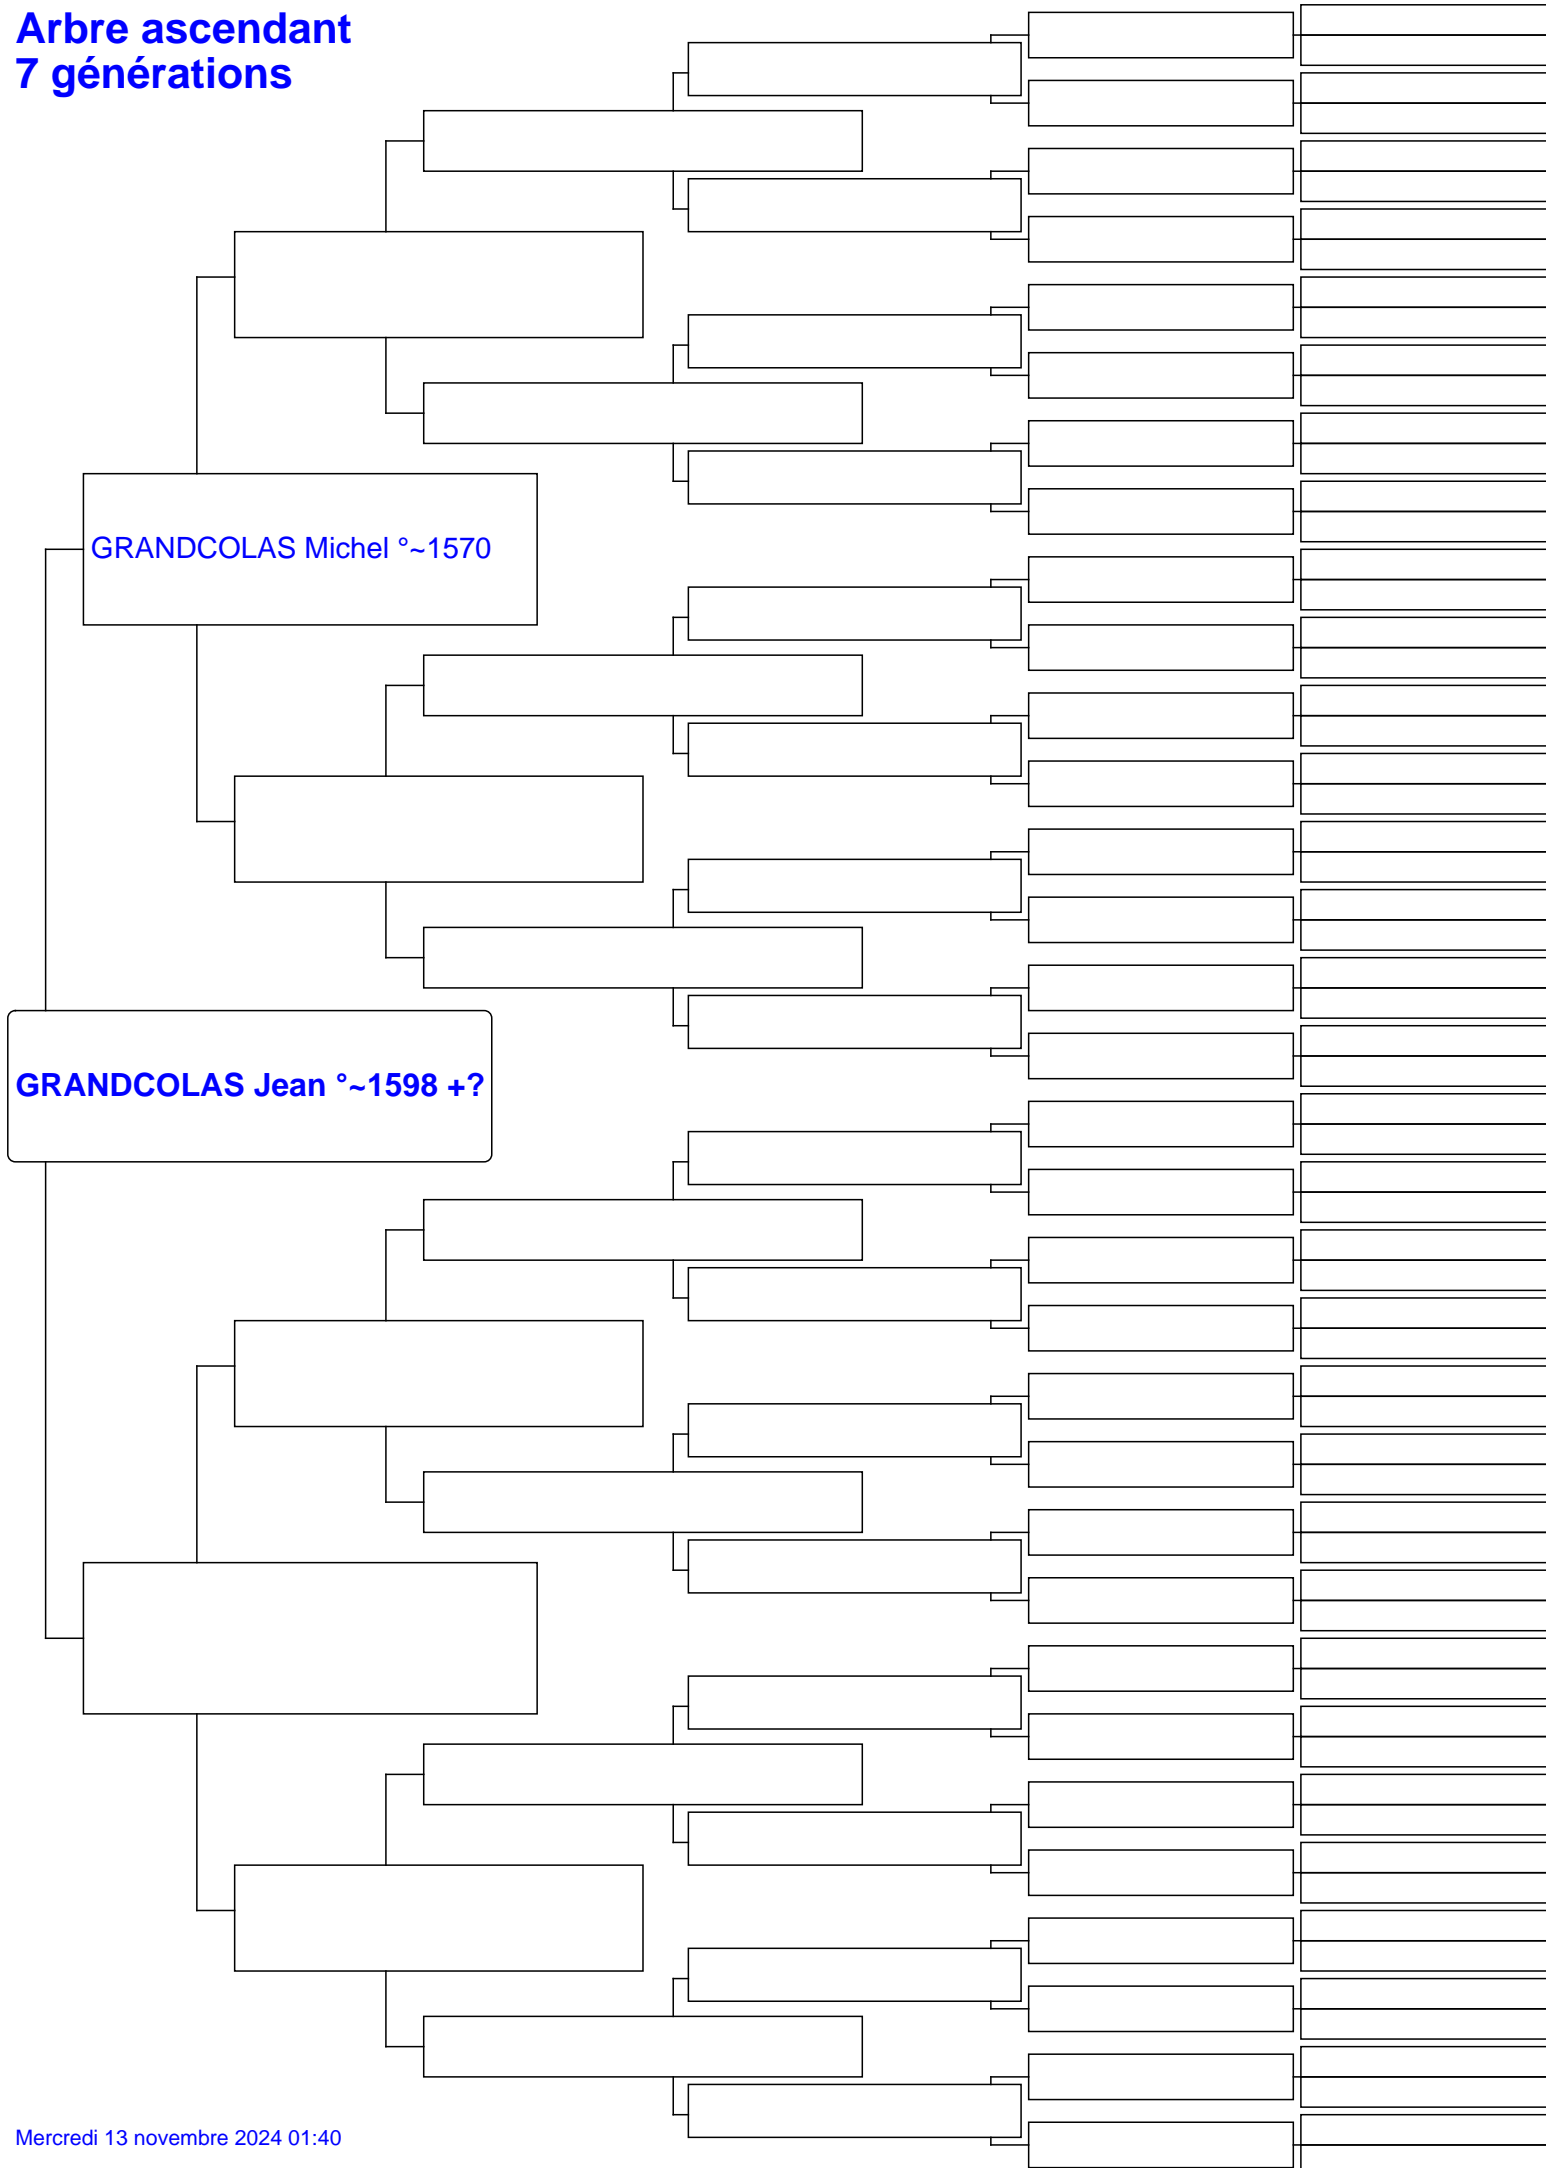 Arbre ascendant
7 générations
GRANDCOLAS Michel °~1570
GRANDCOLAS Jean °~1598 +?
Mercredi 13 novembre 2024 01:40